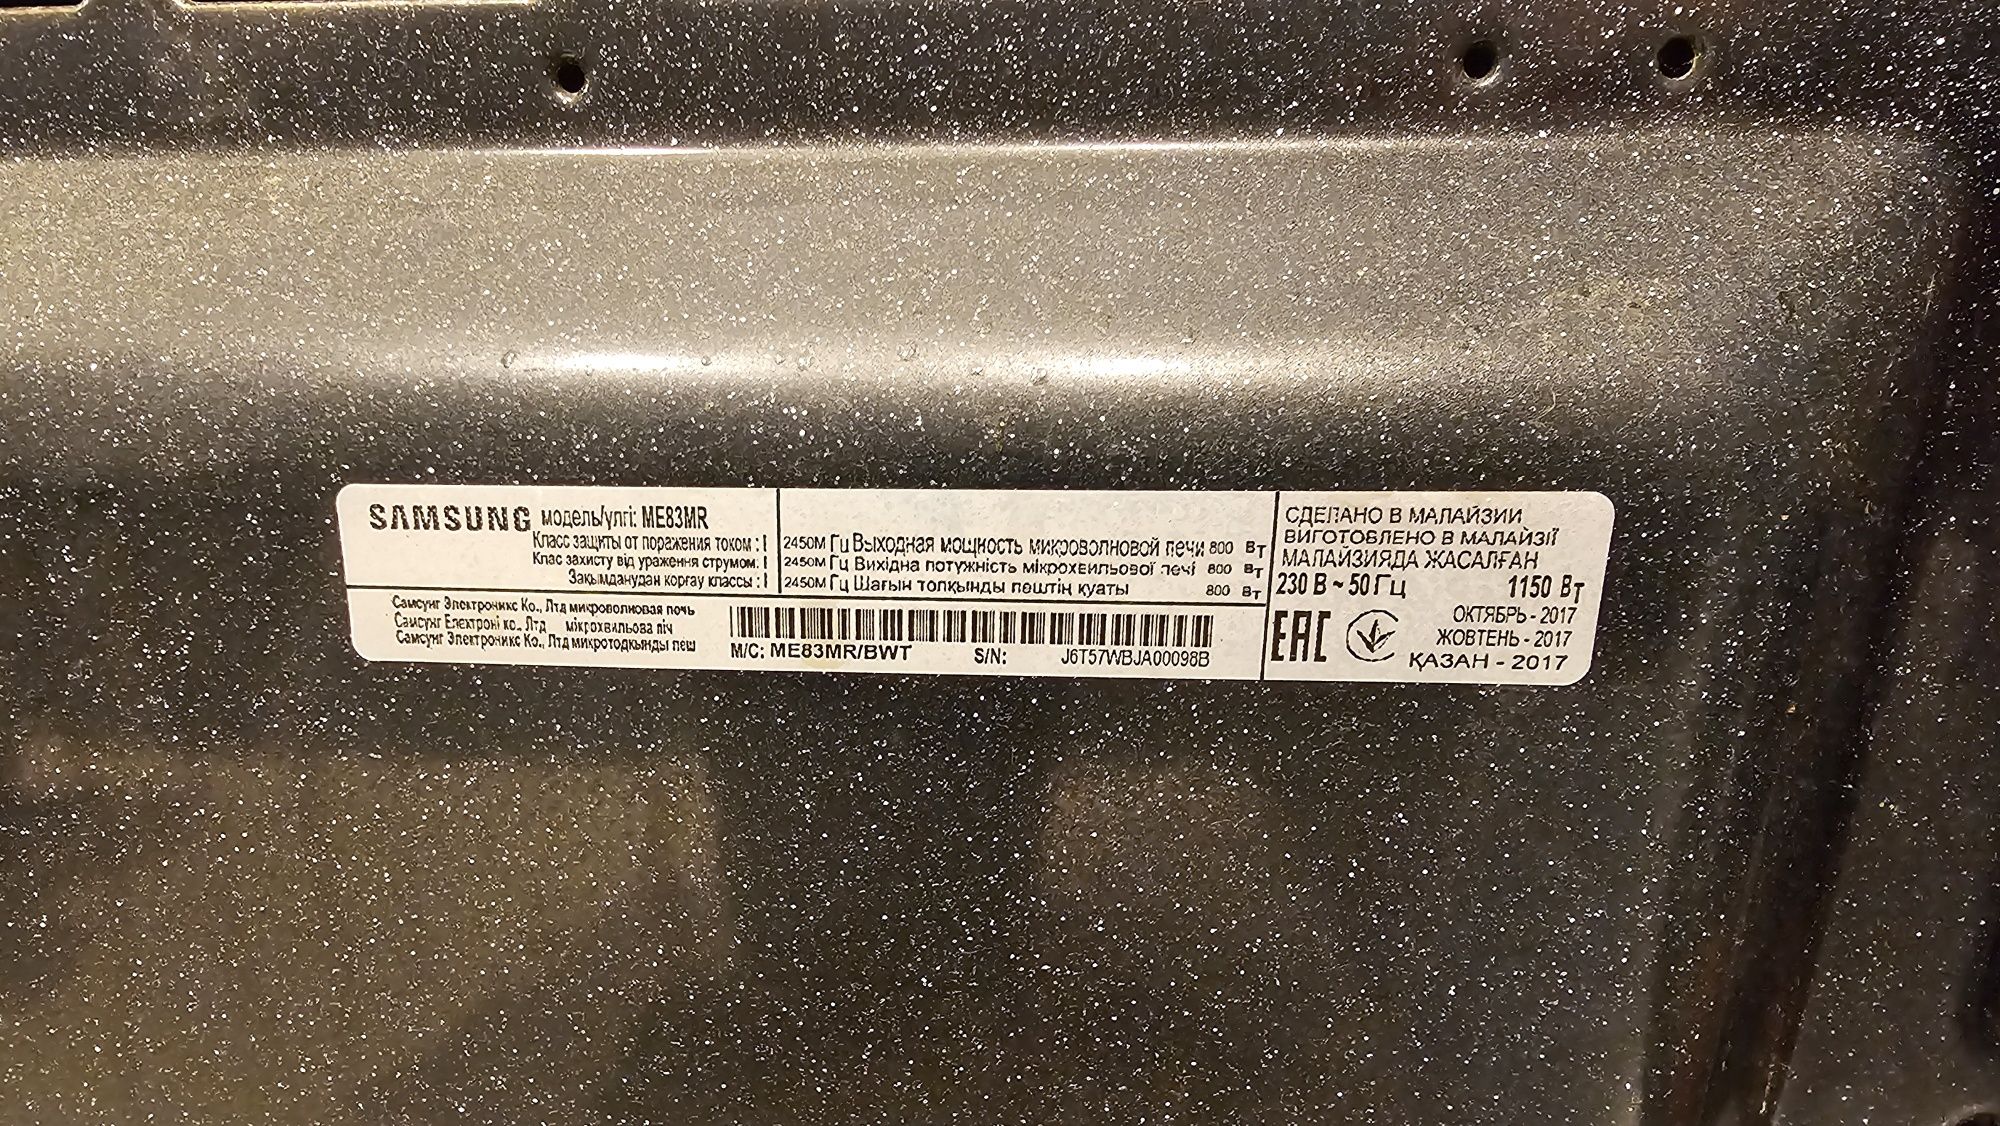 SAMSUNG модель/үлгі: ME83MR
Класс защиты от поражения током : I
Клас захисту від ураження струмом: I
Зақымданудан қорғау классы : I
2450М Гц Выходная мощность микроволновой печи 800 Вт
2450М Гц Вихідна потужність мікрохвильової печі 800 Вт
2450М Гц Шағын толқынды пештің қуаты 800 Вт
СДЕЛАНО В МАЛАЙЗИИ
ВИГОТОВЛЕНО В МАЛАЙЗІЇ
МАЛАЙЗИЯДА ЖАСАЛҒАН
230 В ~ 50 Гц 1150 Вт
Самсунг Электроникс Ко., Лтд микроволновая печь
Самсунг Електроні ко., Лтд мікрохвильова піч
Самсунг Электроникс Ко., Лтд микротодкынды пеш
M/C: ME83MR/BWT S/N: J6T57WBJA00098B
EAC
ОКТЯБРЬ - 2017
ЖОВТЕНЬ - 2017
ҚАЗАН - 2017